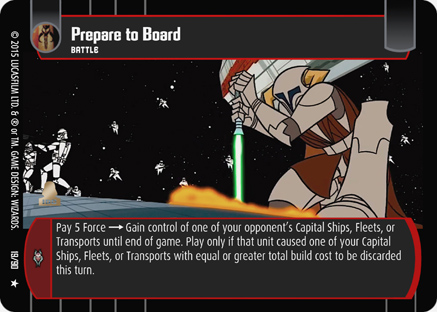 Prepare to Board
BATTLE
© 2015 LUCASFILM LTD. & ® or TM. GAME DESIGN: WIZARDS.
Pay 5 Force → Gain control of one of your opponent's Capital Ships, Fleets, or
Transports until end of game. Play only if that unit caused one of your Capital
Ships, Fleets, or Transports with equal or greater total build cost to be discarded
this turn.
19/90